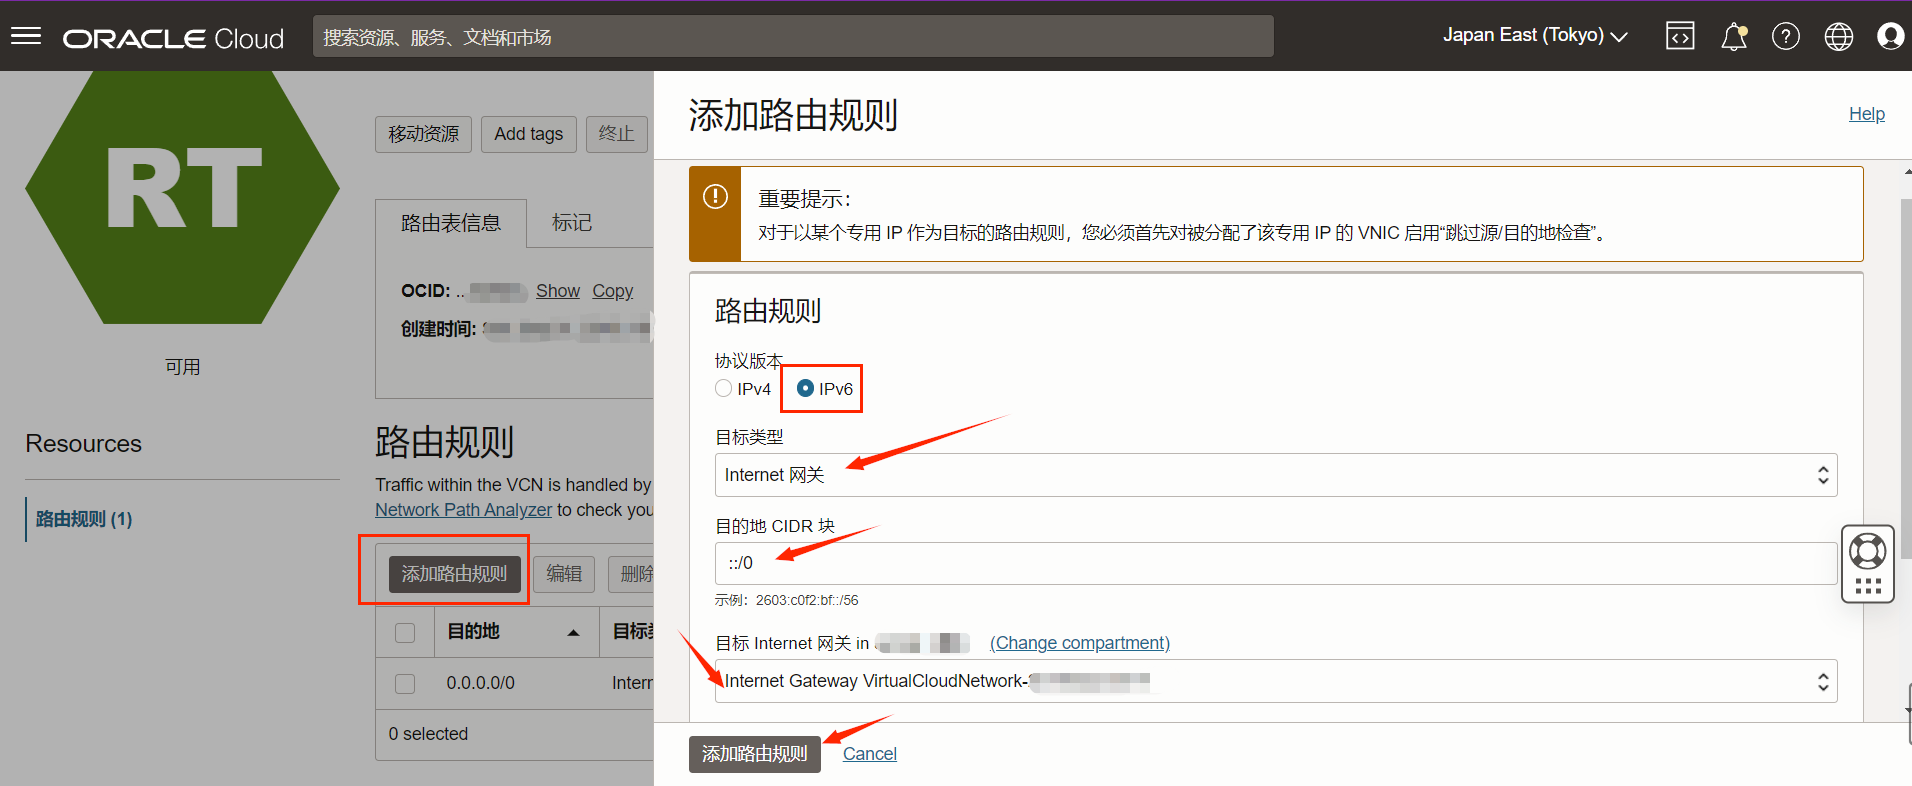 ORACLE Cloud
搜索资源、服务、文档和市场
Japan East (Tokyo)
RT
可用
Resources
路由规则 (1)
移动资源
Add tags
终止
路由表信息
标记
OCID: ..
Show
Copy
创建时间:
路由规则
Traffic within the VCN is handled by
Network Path Analyzer to check you
添加路由规则
编辑
删除
目的地
目标
0.0.0.0/0
Inter
0 selected
添加路由规则
Help
重要提示：
对于以某个专用 IP 作为目标的路由规则，您必须首先对被分配了该专用 IP 的 VNIC 启用“跳过源/目的地检查”。
路由规则
协议版本
IPv4
IPv6
目标类型
Internet 网关
目的地 CIDR 块
::/0
示例：2603:c0f2:bf::/56
目标 Internet 网关 in
(Change compartment)
Internet Gateway VirtualCloudNetwork-
添加路由规则
Cancel